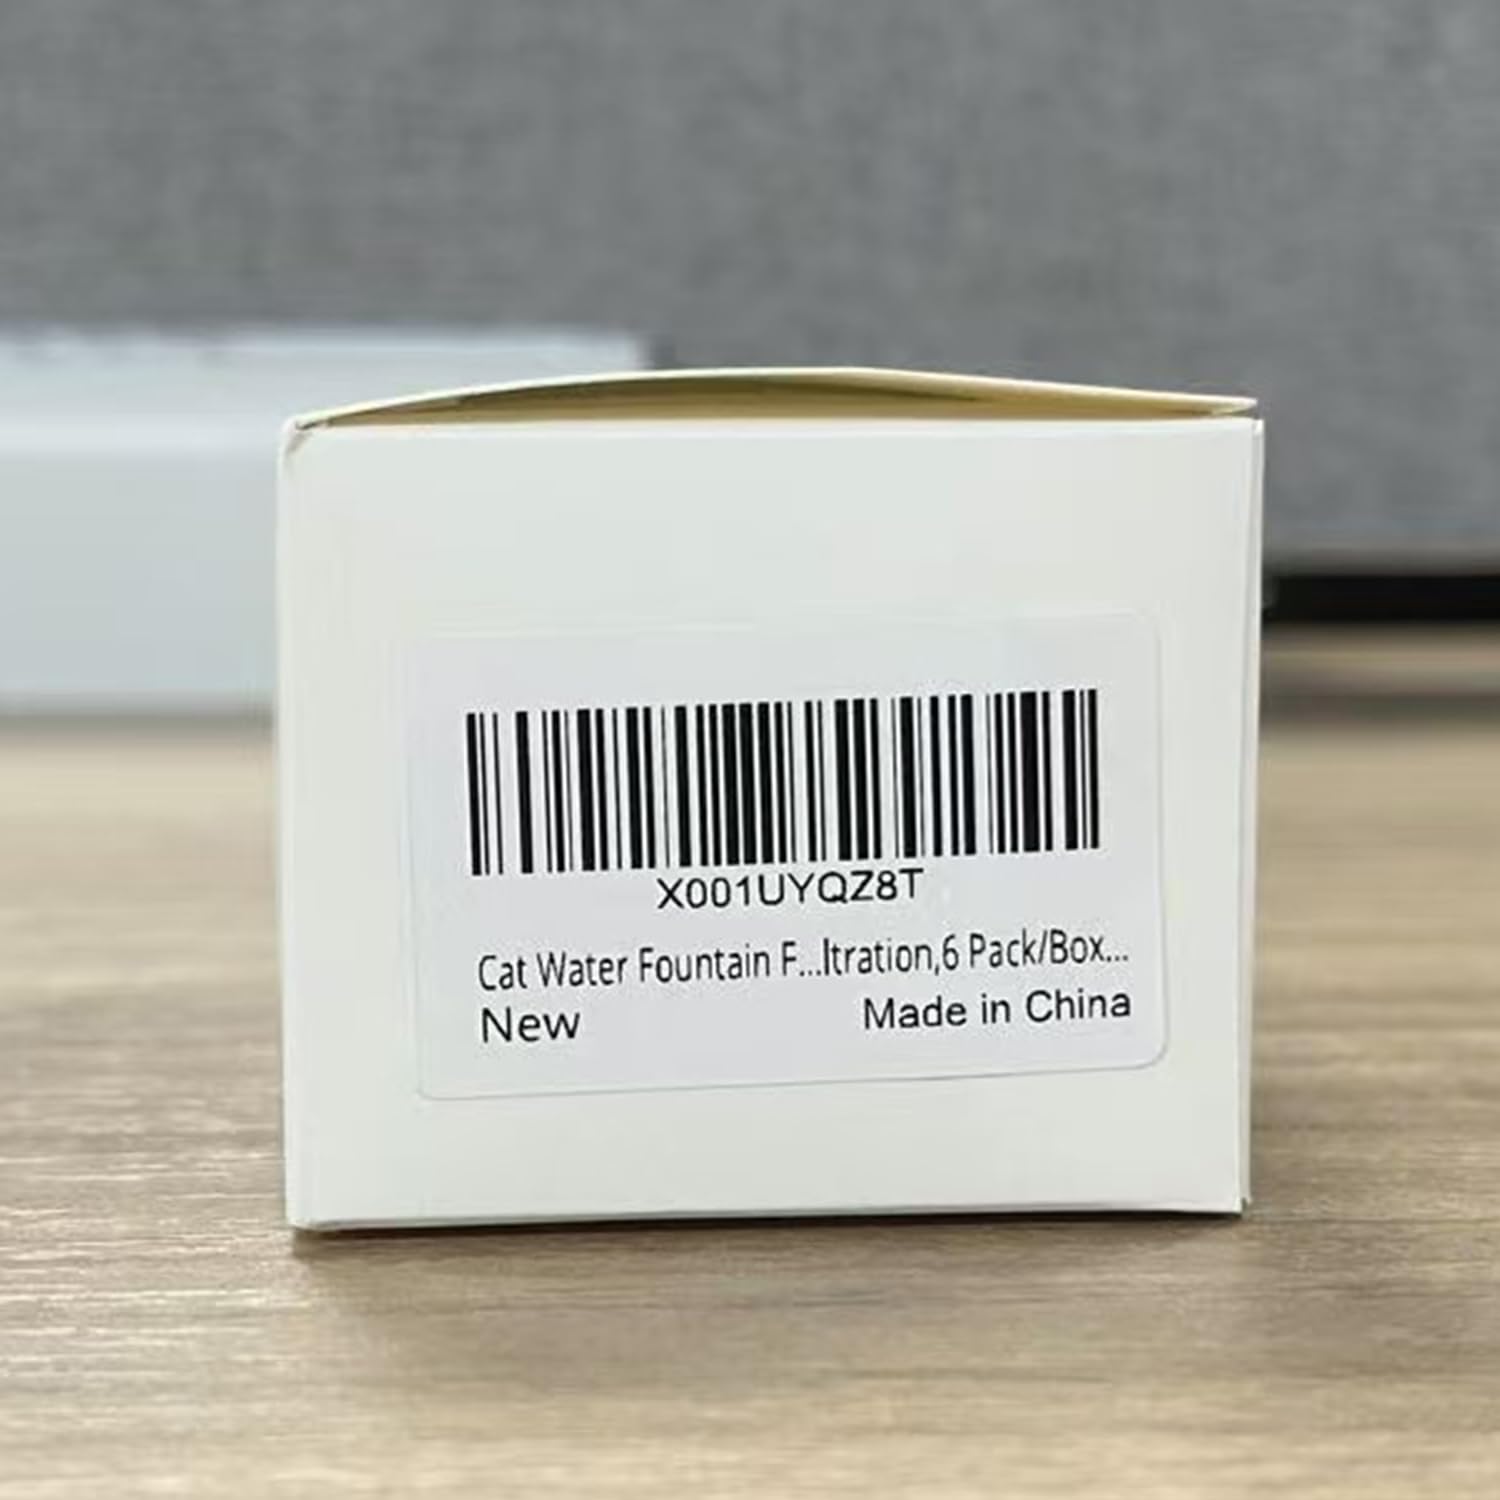 X001UYQZ8T
Cat Water Fountain F...ltration,6 Pack/Box...
New Made in China